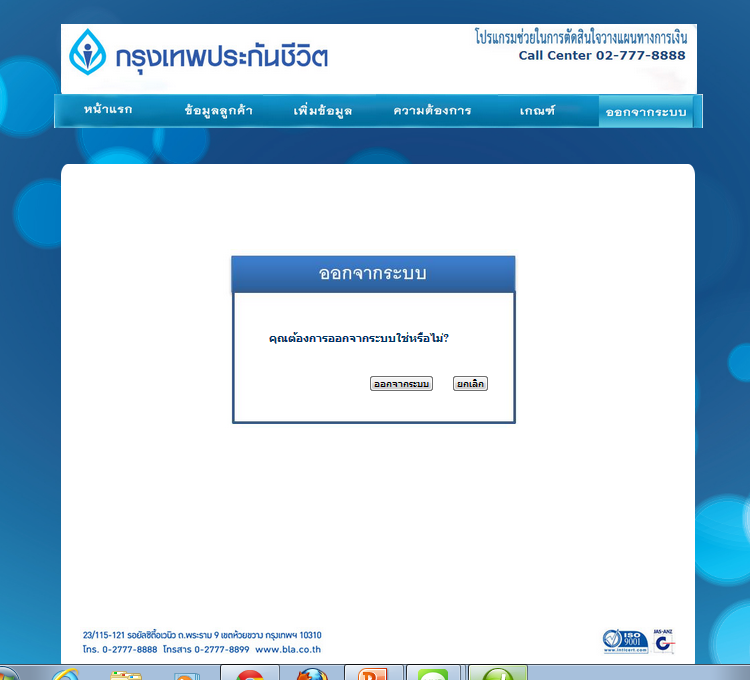 กรุงเทพประกันชีวิต
โปรแกรมช่วยในการตัดสินใจวางแผนทางการเงิน
Call Center 02-777-8888
หน้าแรก ข้อมูลลูกค้า เพิ่มข้อมูล ความต้องการ เกณฑ์ ออกจากระบบ
ออกจากระบบ
คุณต้องการออกจากระบบใช่หรือไม่?
ออกจากระบบ ยกเลิก
23/115-121 รอยัลซิตี้อเวนิว ถ.พระราม 9 เขตห้วยขวาง กรุงเทพฯ 10310
โทร. 0-2777-8888 โทรสาร 0-2777-8899 www.bla.co.th
ISO
9001
www.intlcert.com
JAS-ANZ